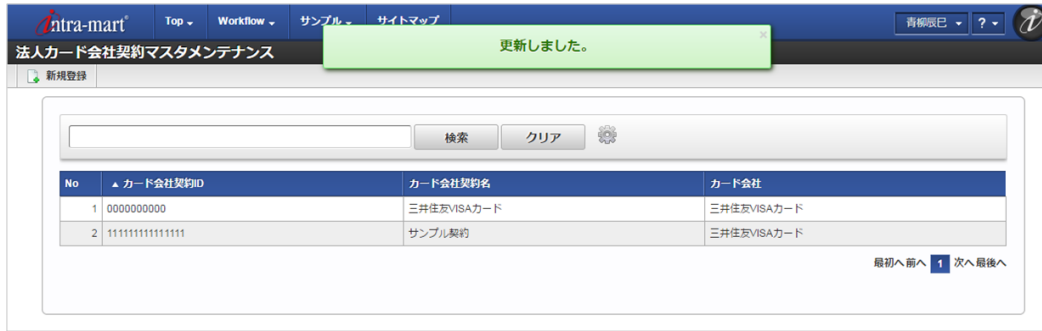 intra-mart Top Workflow サンプル サイトマップ 青柳辰巳 ?
更新しました。 ×
法人カード会社契約マスタメンテナンス
新規登録
検索 クリア
No ▲ カード会社契約ID カード会社契約名 カード会社
1 0000000000 三井住友VISAカード 三井住友VISAカード
2 111111111111111 サンプル契約 三井住友VISAカード
最初へ 前へ 1 次へ 最後へ